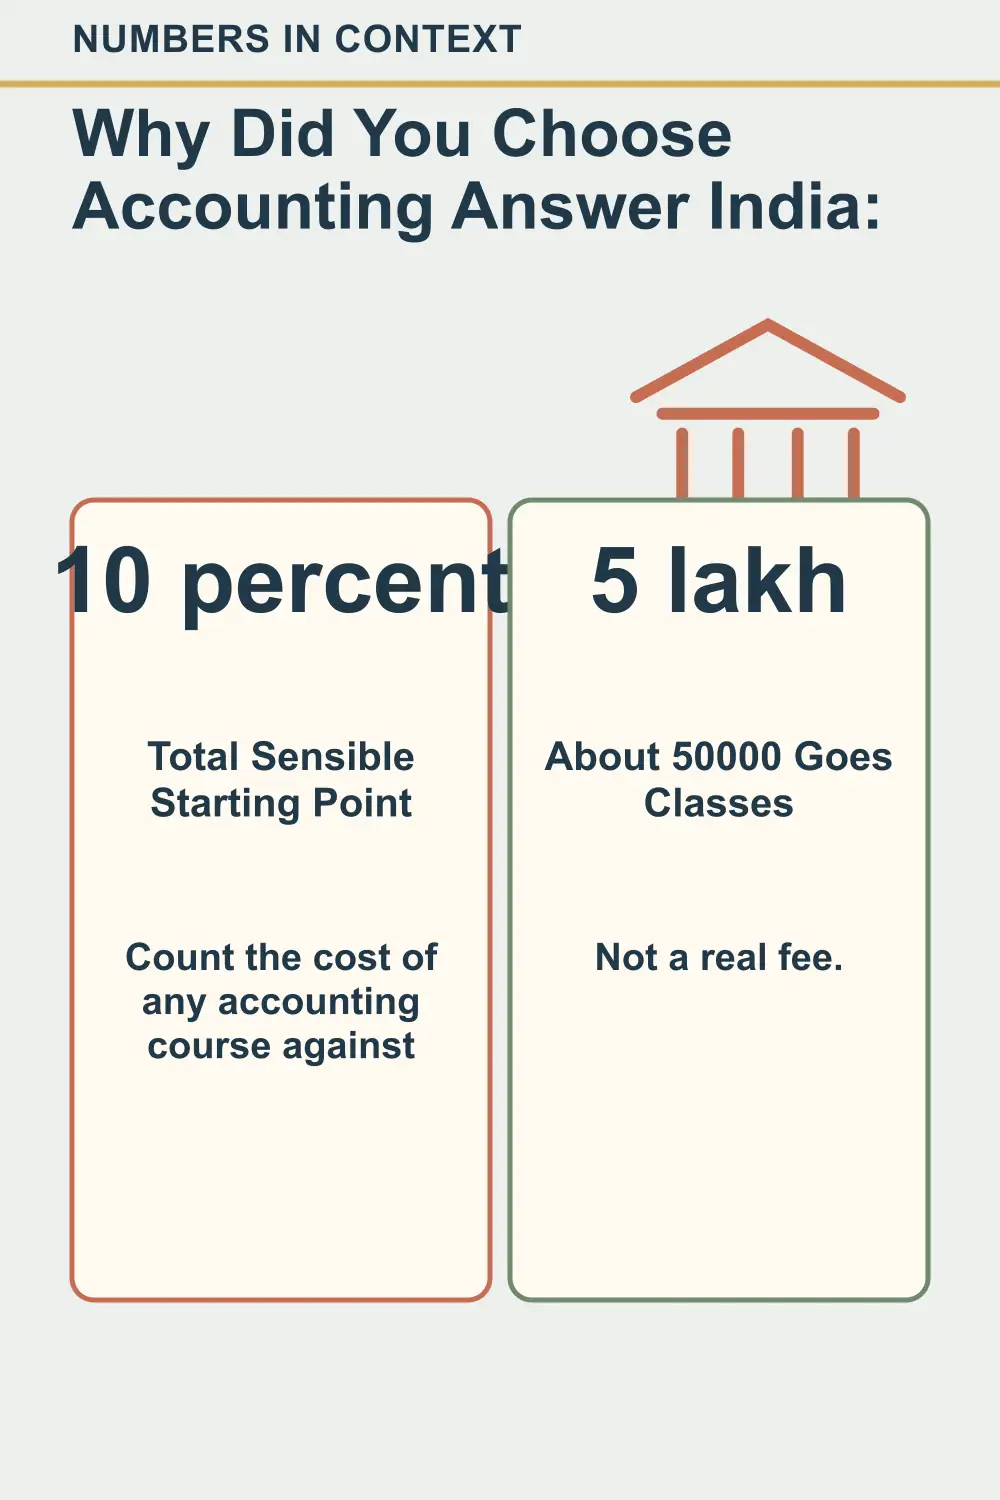 NUMBERS IN CONTEXT
Why Did You Choose
Accounting Answer India:
10 percent
Total Sensible
Starting Point
Count the cost of
any accounting
course against
5 lakh
About 50000 Goes
Classes
Not a real fee.